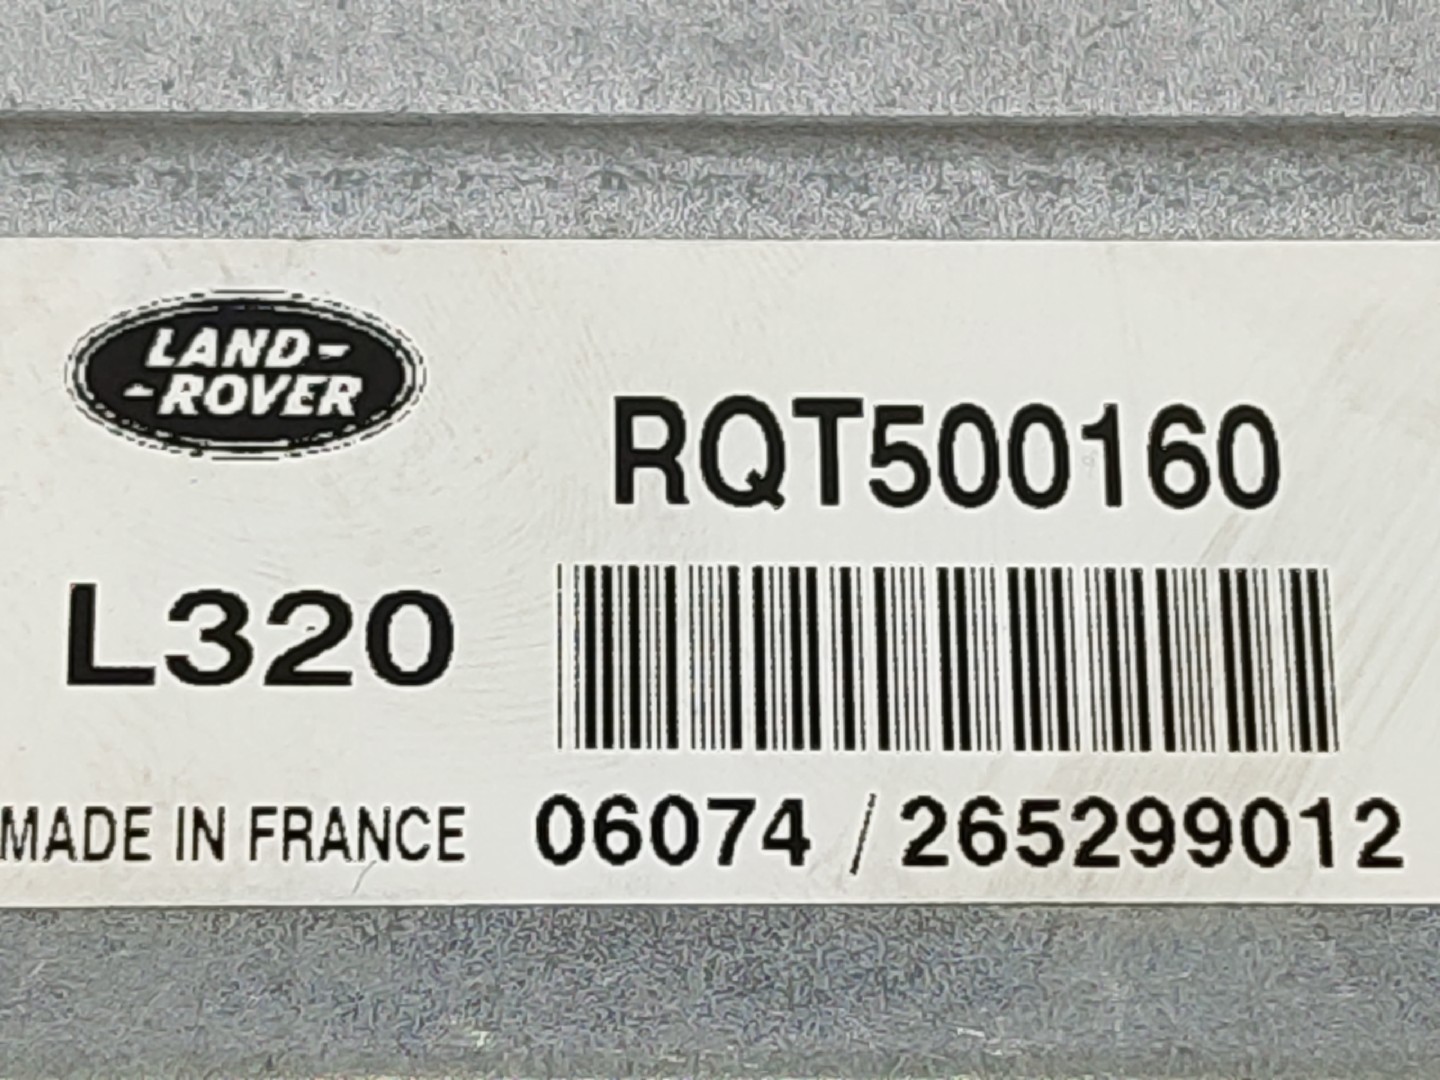 LAND-
-ROVER
RQT500160
L320
MADE IN FRANCE
06074 / 265299012